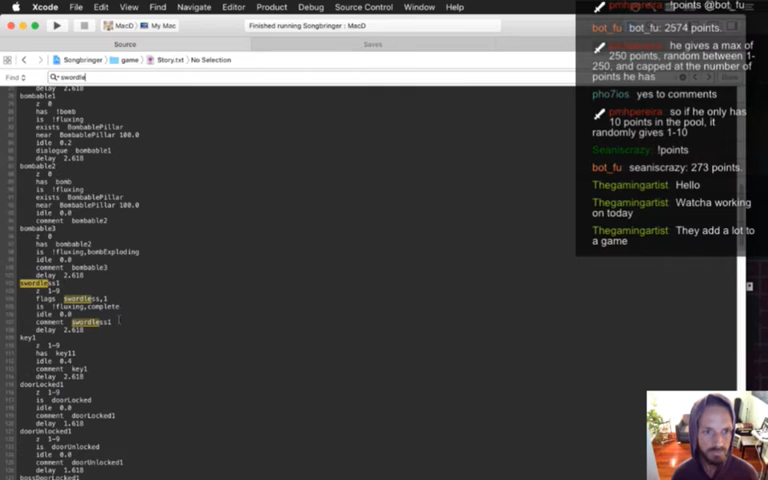 Xcode File Edit View Find Navigate Editor Product Debug Source Control Window Help
MacD My Mac
Finished running Songbringer : MacD
Source
Saves
Songbringer game Story.txt No Selection
Find swordle
delay 2.618
bombable1
z 0
has !bomb
is !fluxing
exists BombablePillar
near BombablePillar 100.0
idle 0.2
dialogue bombable1
delay 2.618
bombable2
z 0
has bomb
is !fluxing
exists BombablePillar
near BombablePillar 100.0
idle 0.0
comment bombable2
bombable3
z 0
has bombable2
is !fluxing,bombExploding
idle 0.0
comment bombable3
delay 2.618
swordless1
z 1-9
flags swordless,1
is !fluxing,complete
idle 0.0
comment swordless1
delay 2.618
key1
z 1-9
has key11
idle 0.4
comment key1
delay 2.618
doorLocked1
z 1-9
is doorLocked
idle 0.0
comment doorLocked1
delay 1.618
doorUnlocked1
z 1-9
is doorUnlocked
idle 0.0
comment doorUnlocked1
delay 1.618
bossDoorLocked1
pmhpereira !points @bot_fu
bot_fu bot_fu: 2574 points.
he gives a max of
250 points, random between 1-
250, and capped at the number of
points he has
pho7ios yes to comments
pmhpereira so if he only has
10 points in the pool, it
randomly gives 1-10
Seaniscrazy: !points
bot_fu seaniscrazy: 273 points.
Thegamingartist Hello
Thegamingartist Watcha working
on today
Thegamingartist They add a lot to
a game